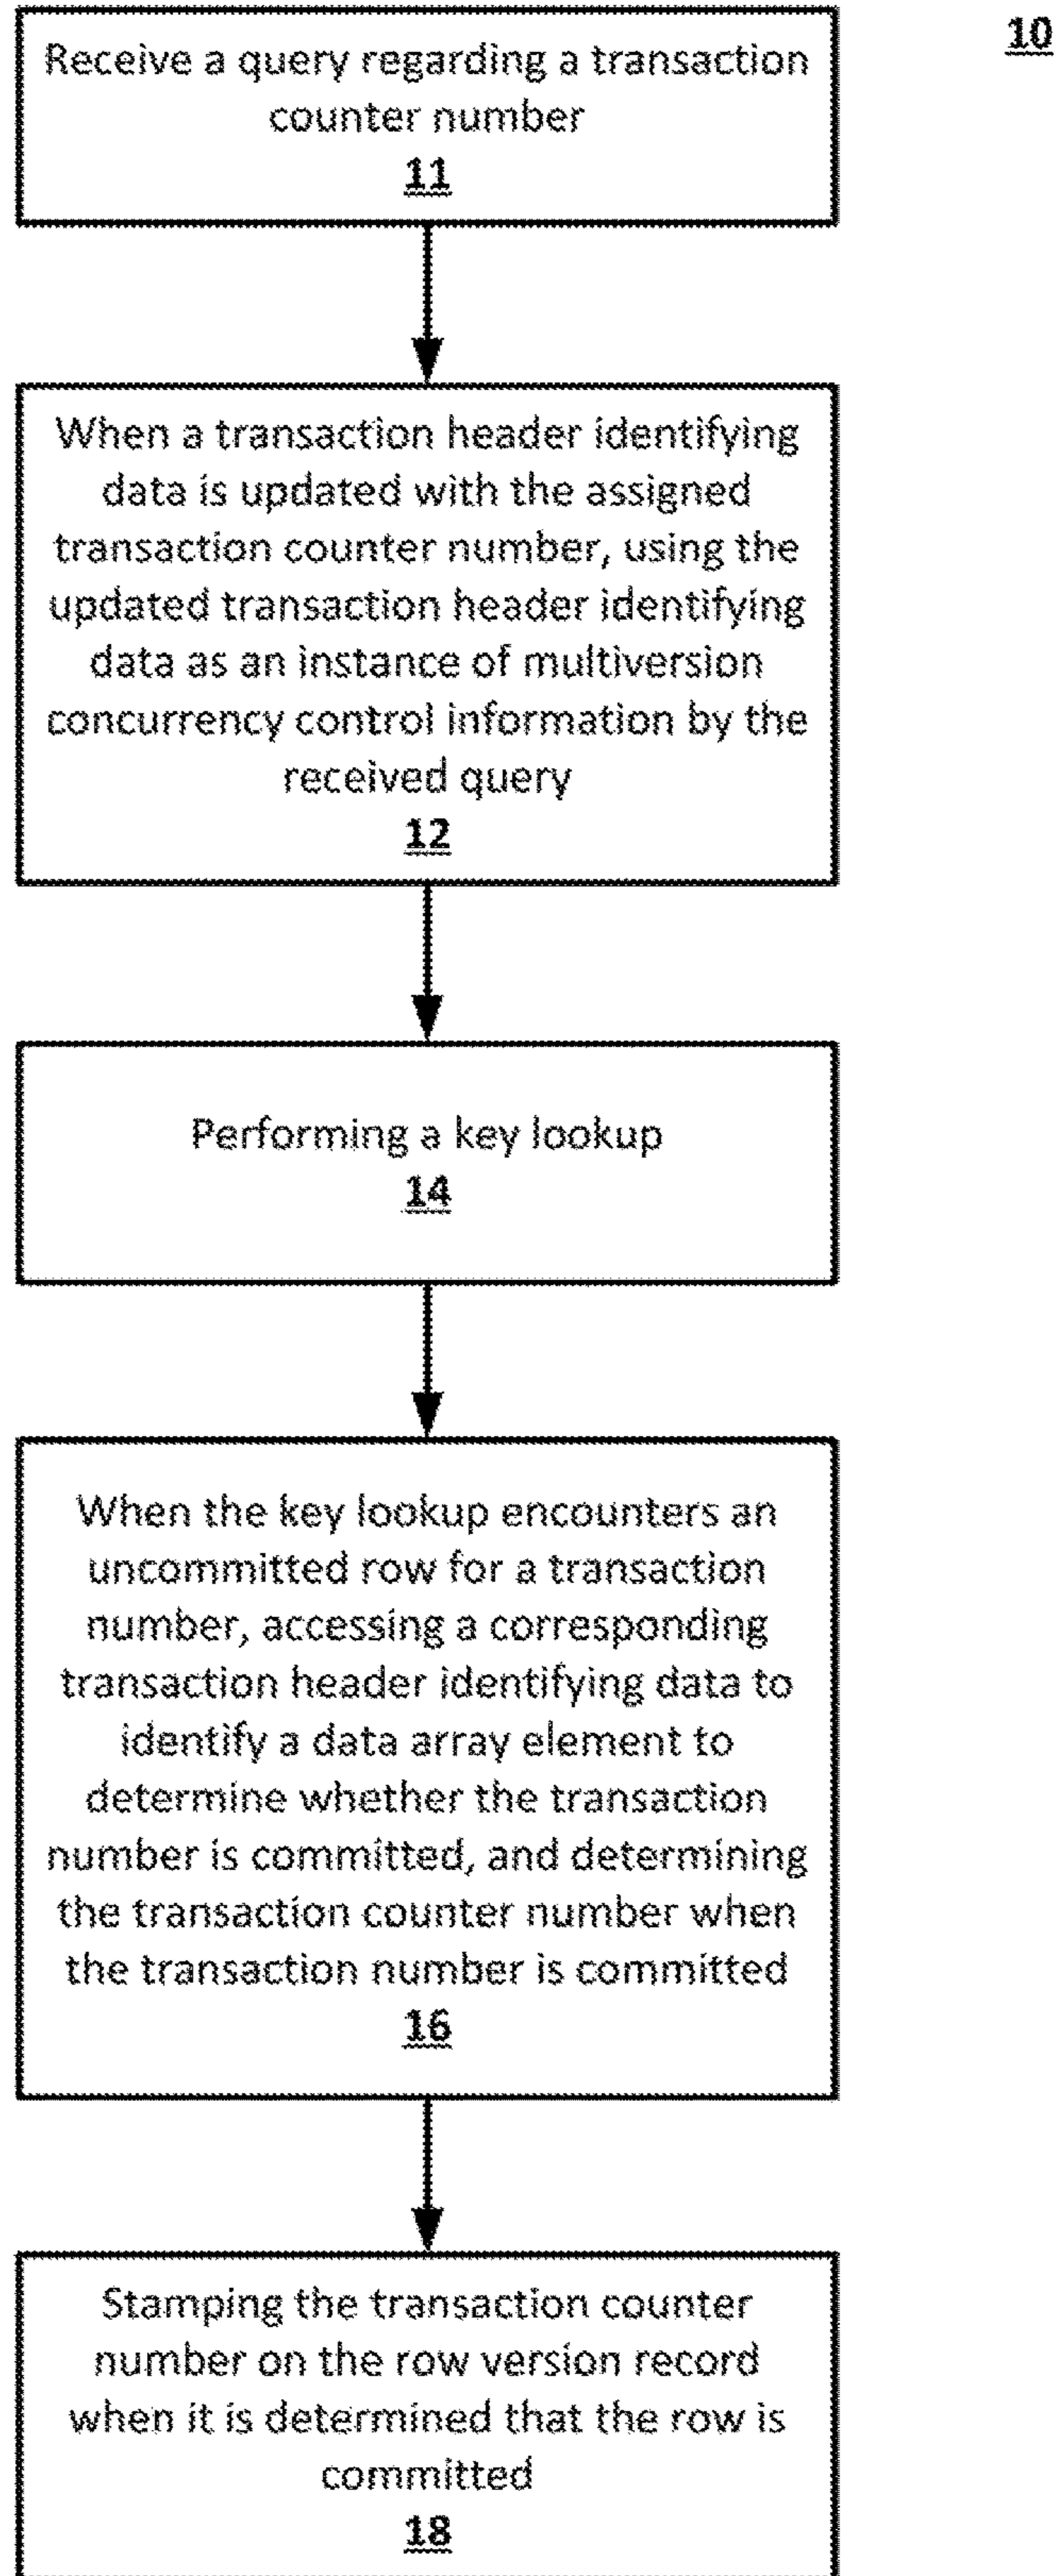 10
Receive a query regarding a transaction
counter number
11
When a transaction header identifying
data is updated with the assigned
transaction counter number, using the
updated transaction header identifying
data as an instance of multiversion
concurrency control information by the
received query
12
Performing a key lookup
14
When the key lookup encounters an
uncommitted row for a transaction
number, accessing a corresponding
transaction header identifying data to
identify a data array element to
determine whether the transaction
number is committed, and determining
the transaction counter number when
the transaction number is committed
16
Stamping the transaction counter
number on the row version record
when it is determined that the row is
committed
18